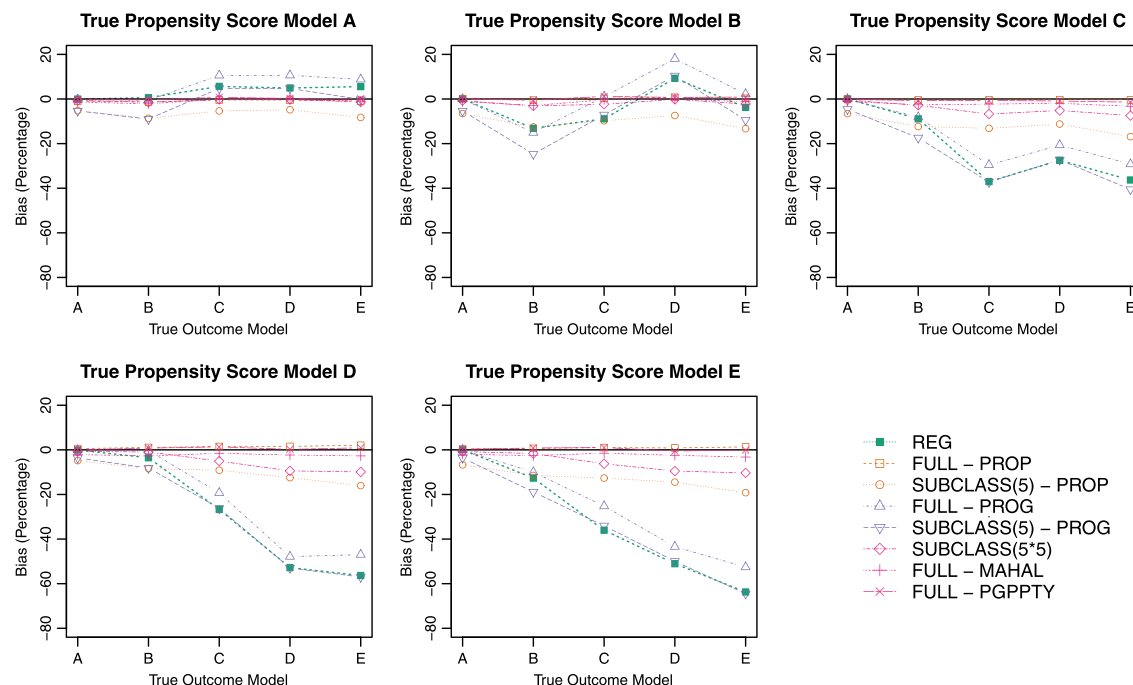 True Propensity Score Model A
True Propensity Score Model B
True Propensity Score Model C
Bias (Percentage)
20
0
−20
−40
−60
−80
A B C D E
True Outcome Model
Bias (Percentage)
20
0
−20
−40
−60
−80
A B C D E
True Outcome Model
Bias (Percentage)
20
0
−20
−40
−60
−80
A B C D E
True Outcome Model
True Propensity Score Model D
True Propensity Score Model E
Bias (Percentage)
20
0
−20
−40
−60
−80
A B C D E
True Outcome Model
Bias (Percentage)
20
0
−20
−40
−60
−80
A B C D E
True Outcome Model
REG
FULL − PROP
SUBCLASS(5) − PROP
FULL − PROG
SUBCLASS(5) − PROG
SUBCLASS(5*5)
FULL − MAHAL
FULL − PGPPTY